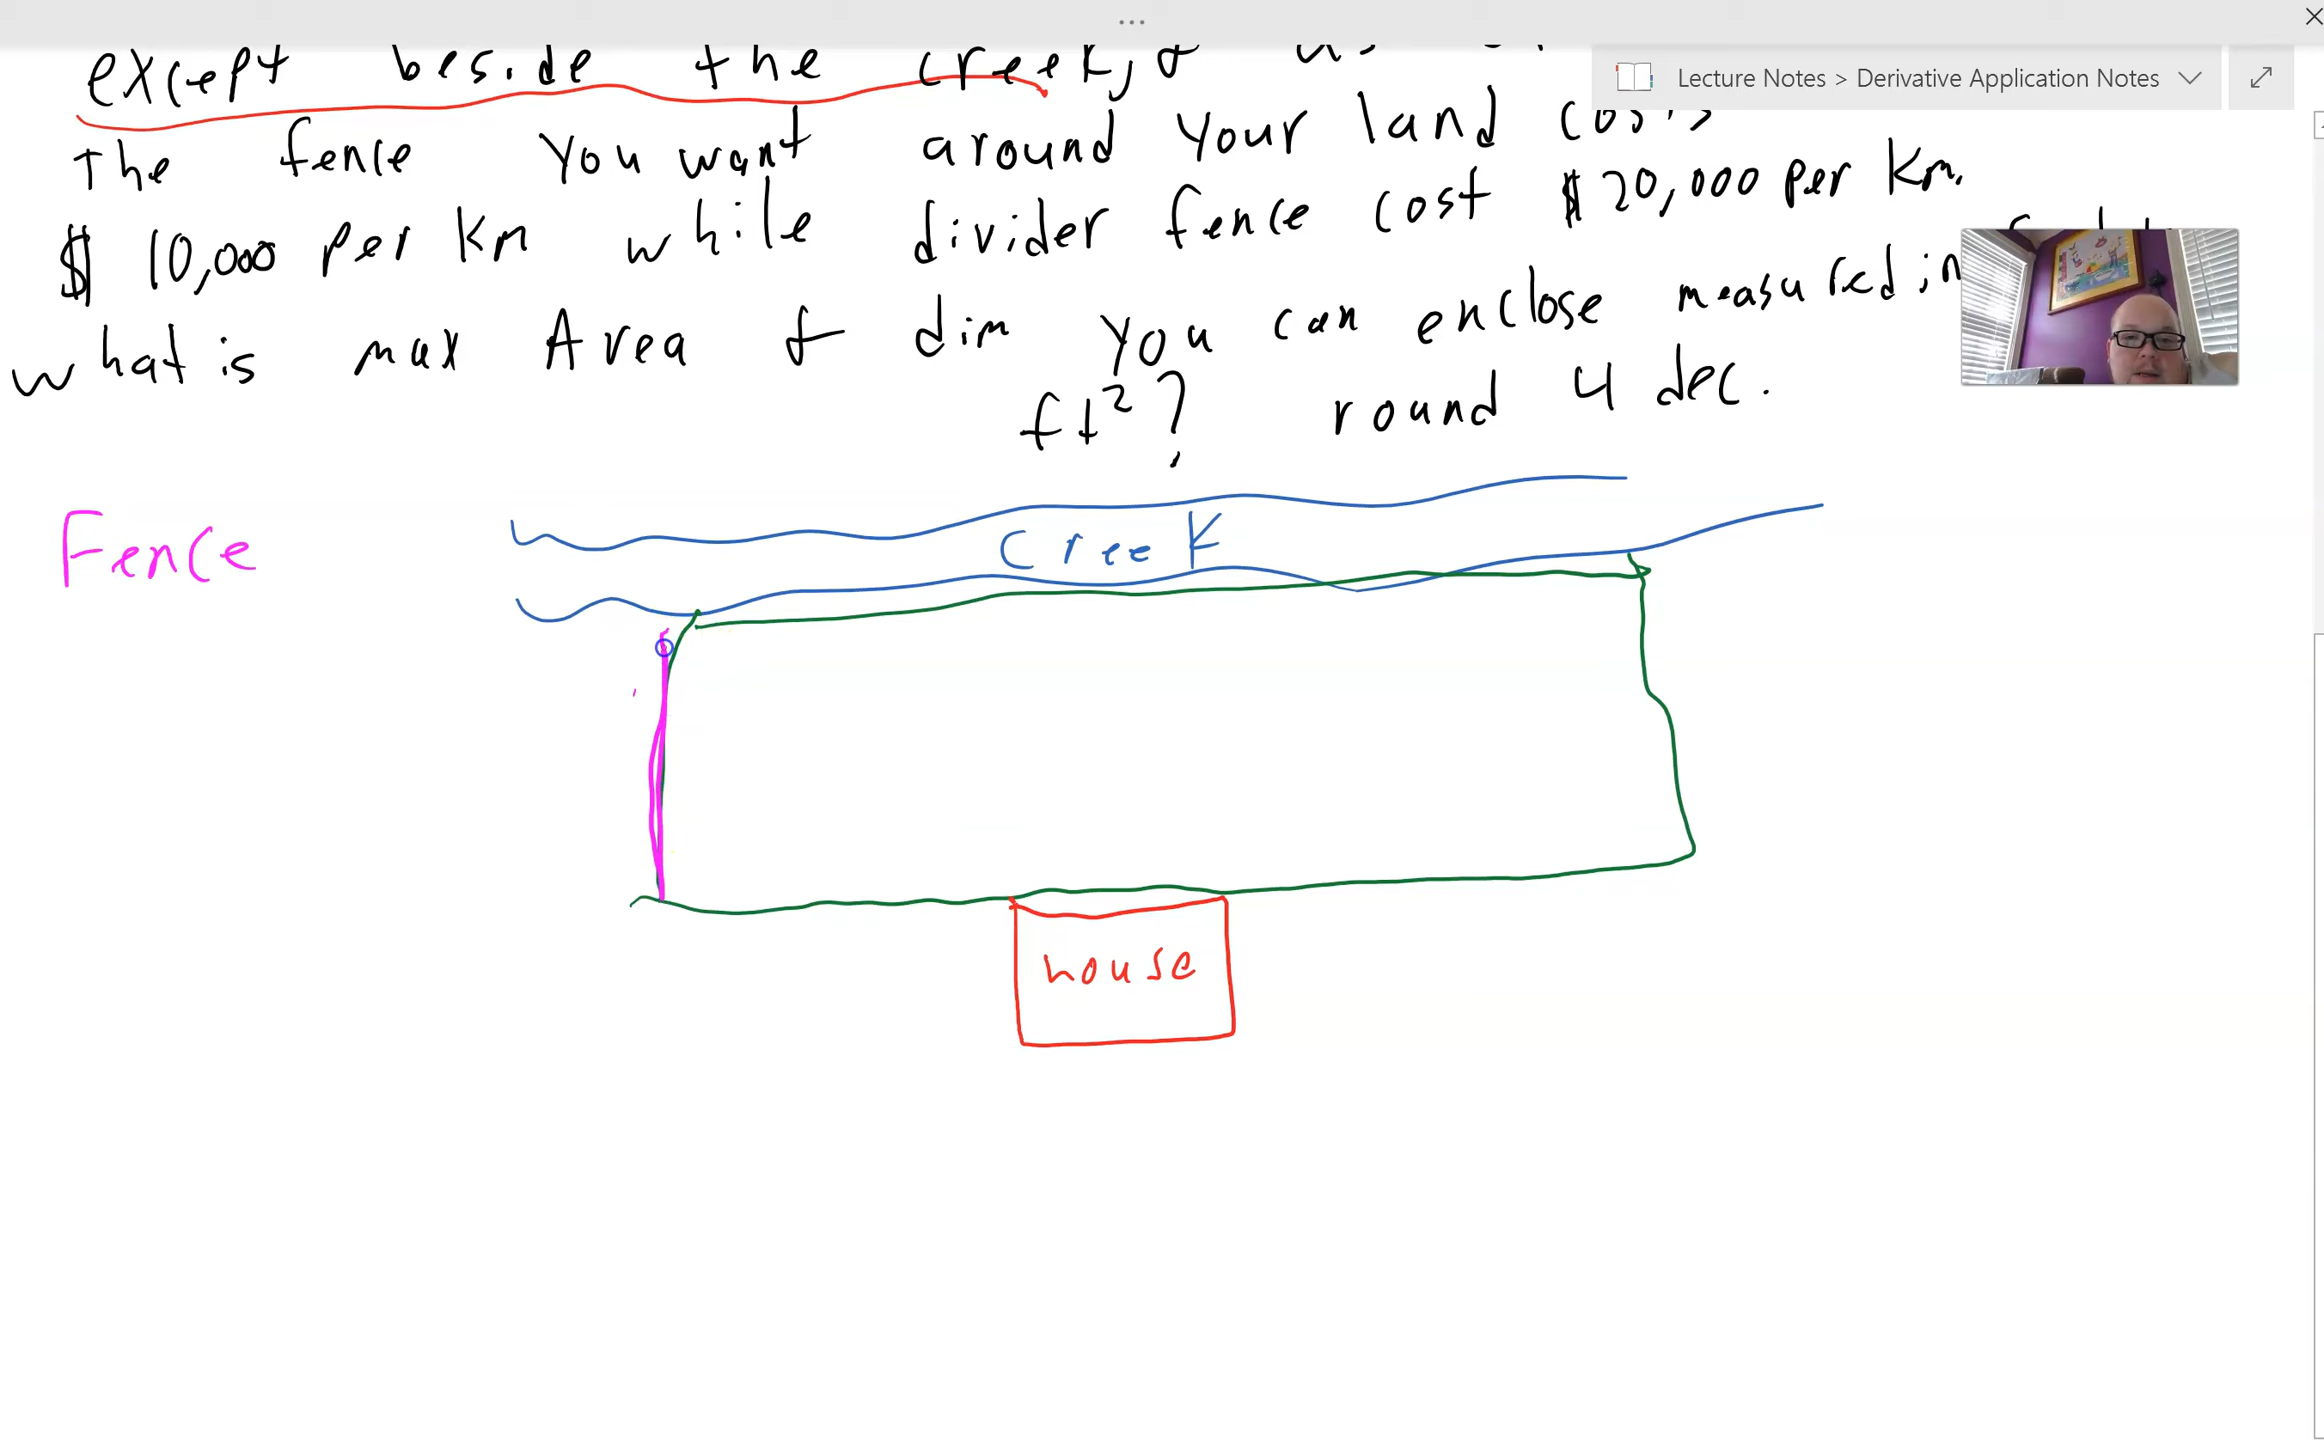 ...
Lecture Notes > Derivative Application Notes
except beside the creek, &
The fence you want around your land costs
$ 10,000 per Km while divider fence cost $ 20,000 per Km.
what is max Area & dim you can enclose measured in
ft²? round 4 dec.
Fence
Creek
house